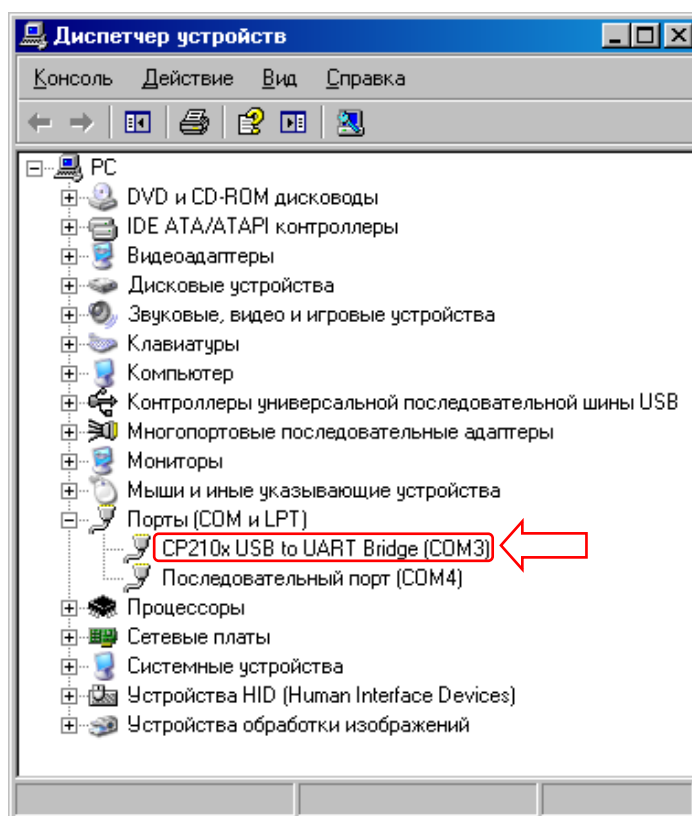 Диспетчер устройств
Консоль Действие Вид Справка
PC
DVD и CD-ROM дисководы
IDE ATA/ATAPI контроллеры
Видеоадаптеры
Дисковые устройства
Звуковые, видео и игровые устройства
Клавиатуры
Компьютер
Контроллеры универсальной последовательной шины USB
Многопортовые последовательные адаптеры
Мониторы
Мыши и иные указывающие устройства
Порты (COM и LPT)
CP210x USB to UART Bridge (COM3)
Последовательный порт (COM4)
Процессоры
Сетевые платы
Системные устройства
Устройства HID (Human Interface Devices)
Устройства обработки изображений